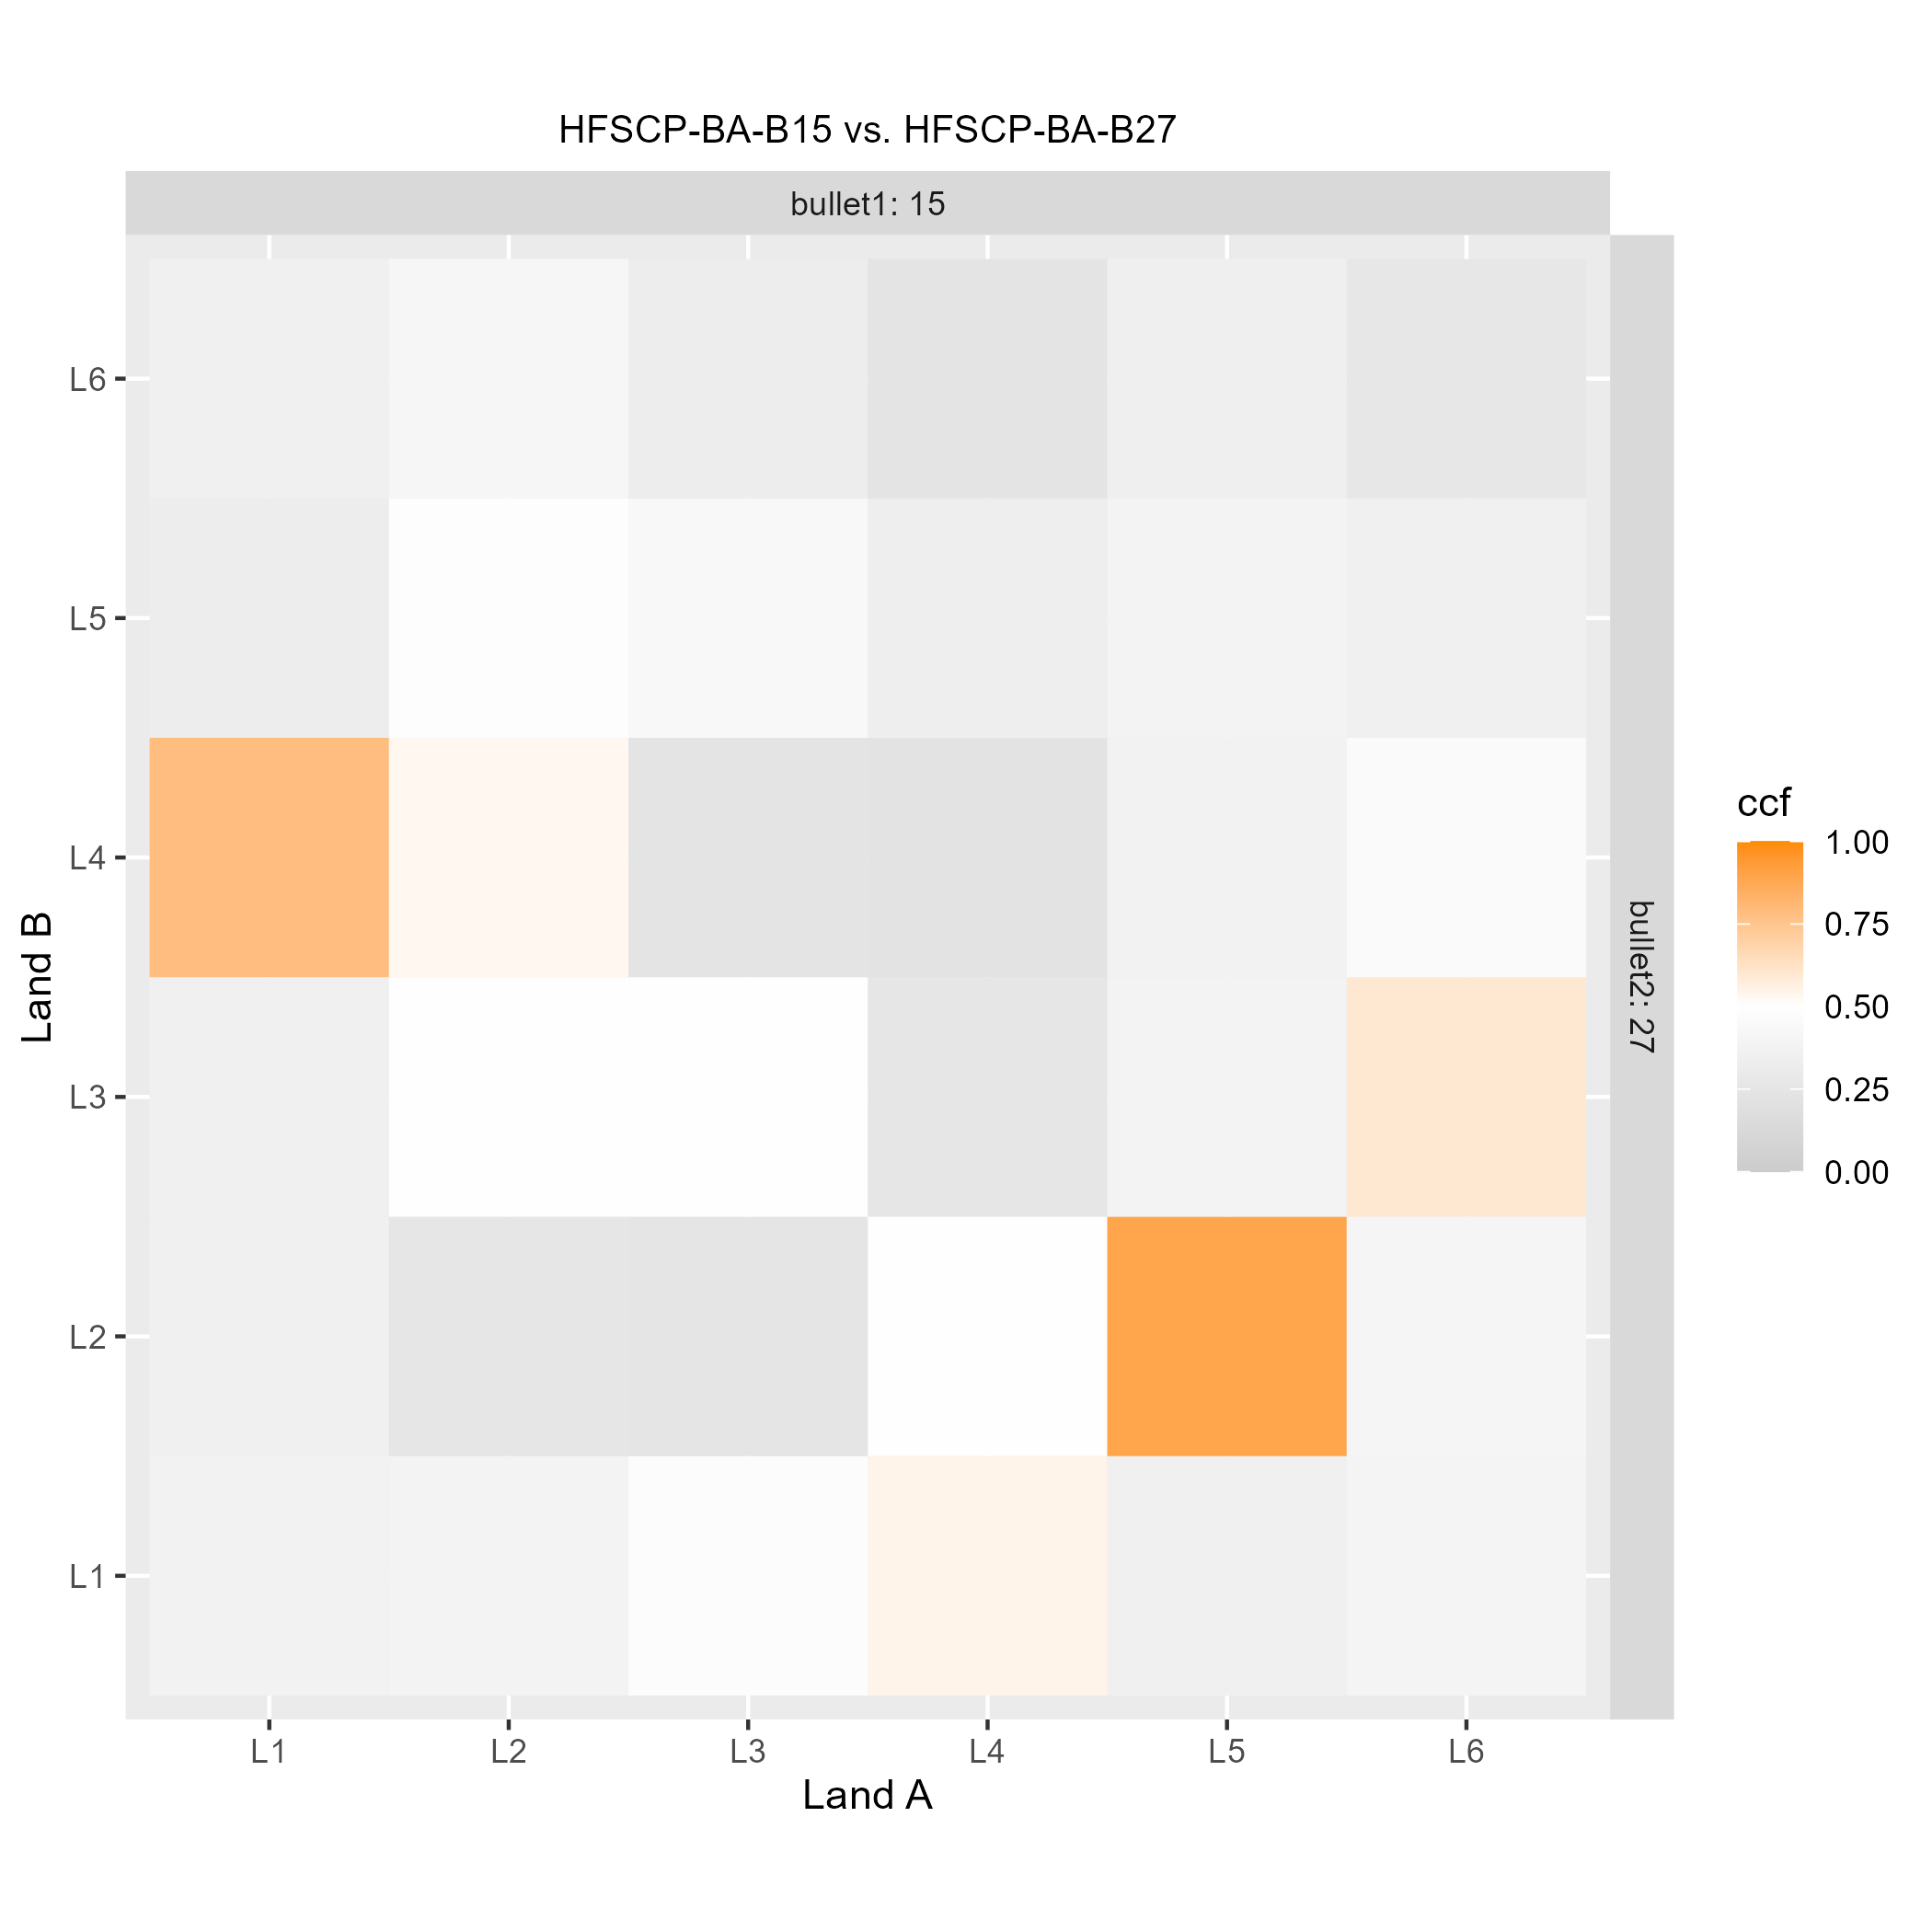 HFSCP-BA-B15 vs. HFSCP-BA-B27
bullet1: 15
L6
L5
L4
L3
L2
L1
Land B
bullet2: 27
ccf
1.00
0.75
0.50
0.25
0.00
L1 L2 L3 L4 L5 L6
Land A